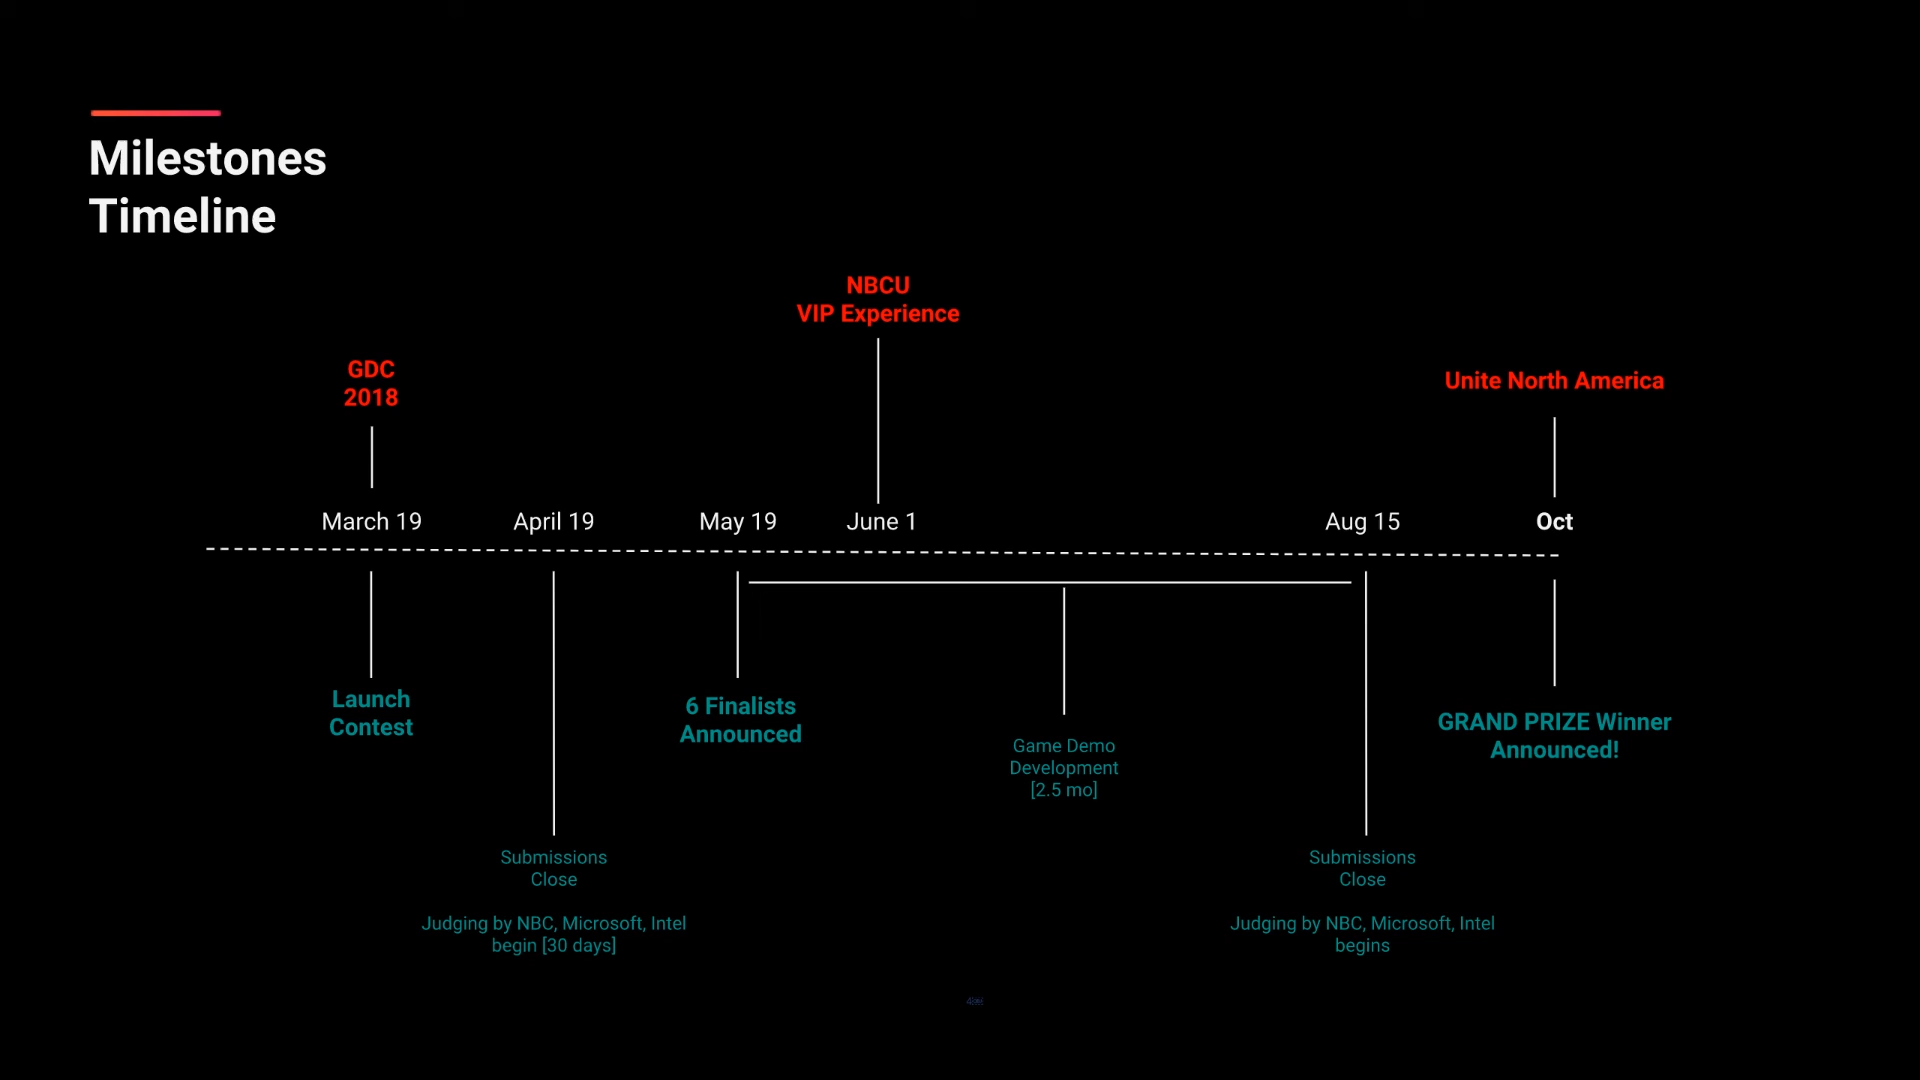 Milestones
Timeline
NBCU
VIP Experience
GDC
2018
Unite North America
March 19
April 19
May 19
June 1
Aug 15
Oct
Launch
Contest
6 Finalists
Announced
Game Demo
Development
[2.5 mo]
GRAND PRIZE Winner
Announced!
Submissions
Close
Judging by NBC, Microsoft, Intel
begin [30 days]
Submissions
Close
Judging by NBC, Microsoft, Intel
begins